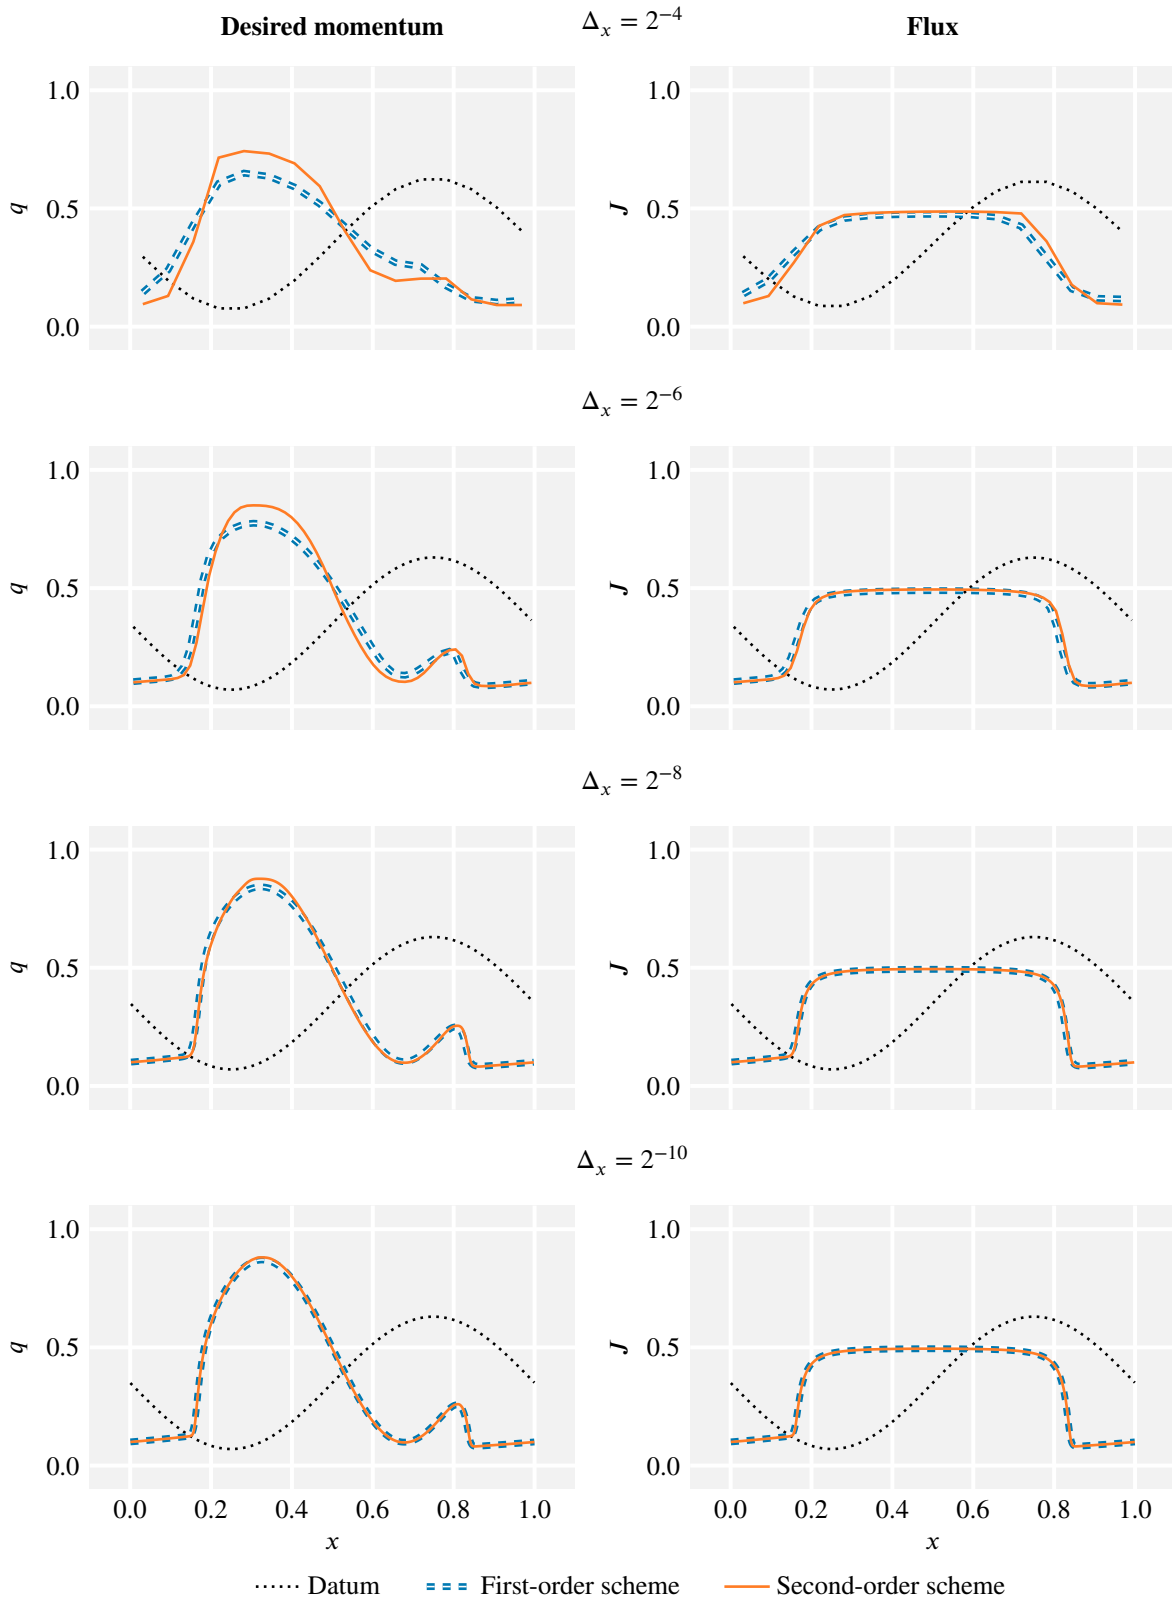 Desired momentum Δx = 2−4 Flux
1.0 1.0
q 0.5 J 0.5
0.0 0.0
Δx = 2−6
1.0 1.0
q 0.5 J 0.5
0.0 0.0
Δx = 2−8
1.0 1.0
q 0.5 J 0.5
0.0 0.0
Δx = 2−10
1.0 1.0
q 0.5 J 0.5
0.0 0.0
0.0 0.2 0.4 0.6 0.8 1.0 0.0 0.2 0.4 0.6 0.8 1.0
x x
Datum First-order scheme Second-order scheme